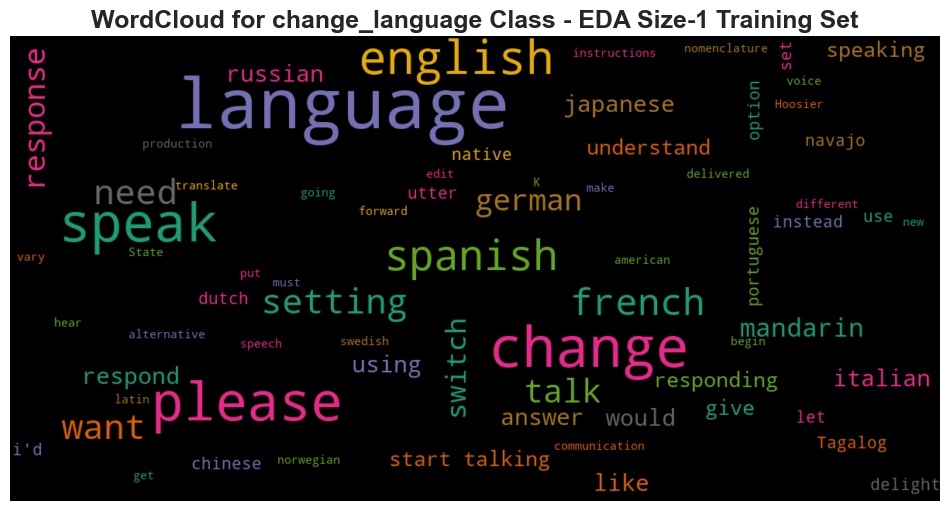 WordCloud for change_language Class - EDA Size-1 Training Set
english
instructions
nomenclature
set
speaking
response
russian
language
voice
option
japanese
Hoosier
production
native
understand
navajo
need
translate
edit
utter
going
K
make
delivered
german
forward
different
speak
instead
use
new
State
spanish
portuguese
vary
american
put
must
dutch
setting
french
hear
alternative
speech
swedish
switch
change
begin
mandarin
using
respond
talk
responding
italian
latin
please
answer
would
give
let
want
i'd
chinese
norwegian
start talking
communication
Tagalog
get
like
delight